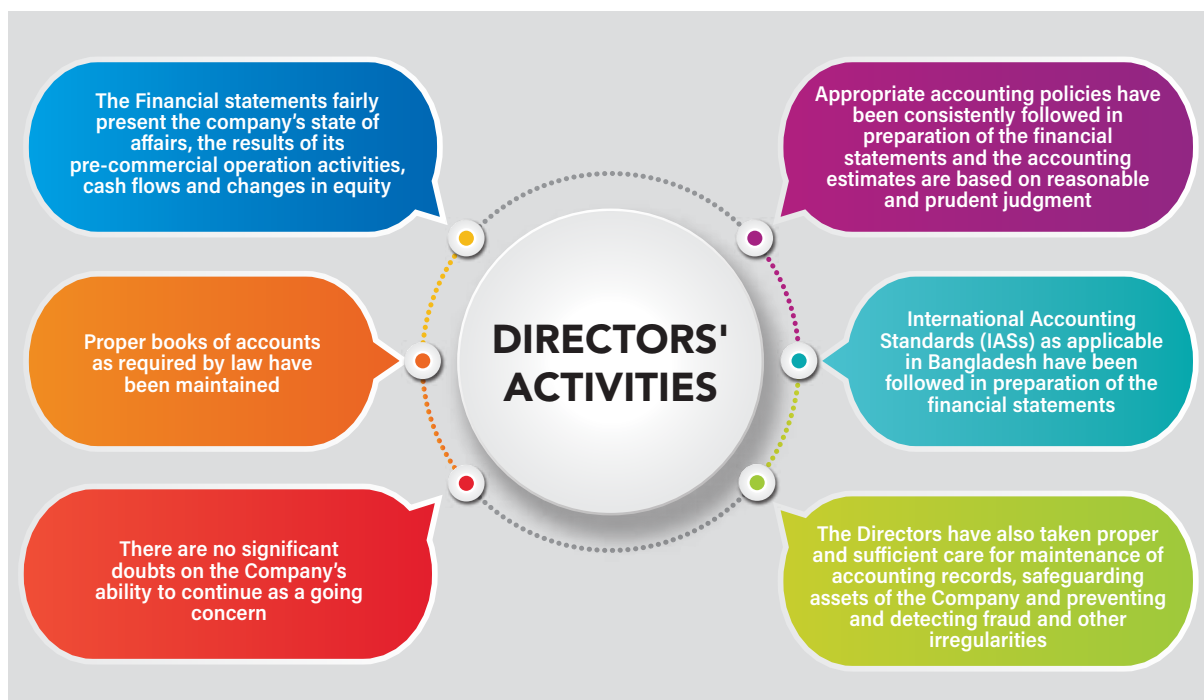 The Financial statements fairly
present the company’s state of
affairs, the results of its
pre-commercial operation activities,
cash flows and changes in equity
Proper books of accounts
as required by law have
been maintained
There are no significant
doubts on the Company’s
ability to continue as a going
concern
DIRECTORS'
ACTIVITIES
Appropriate accounting policies have
been consistently followed in
preparation of the financial
statements and the accounting
estimates are based on reasonable
and prudent judgment
International Accounting
Standards (IASs) as applicable
in Bangladesh have been
followed in preparation of the
financial statements
The Directors have also taken proper
and sufficient care for maintenance of
accounting records, safeguarding
assets of the Company and preventing
and detecting fraud and other
irregularities